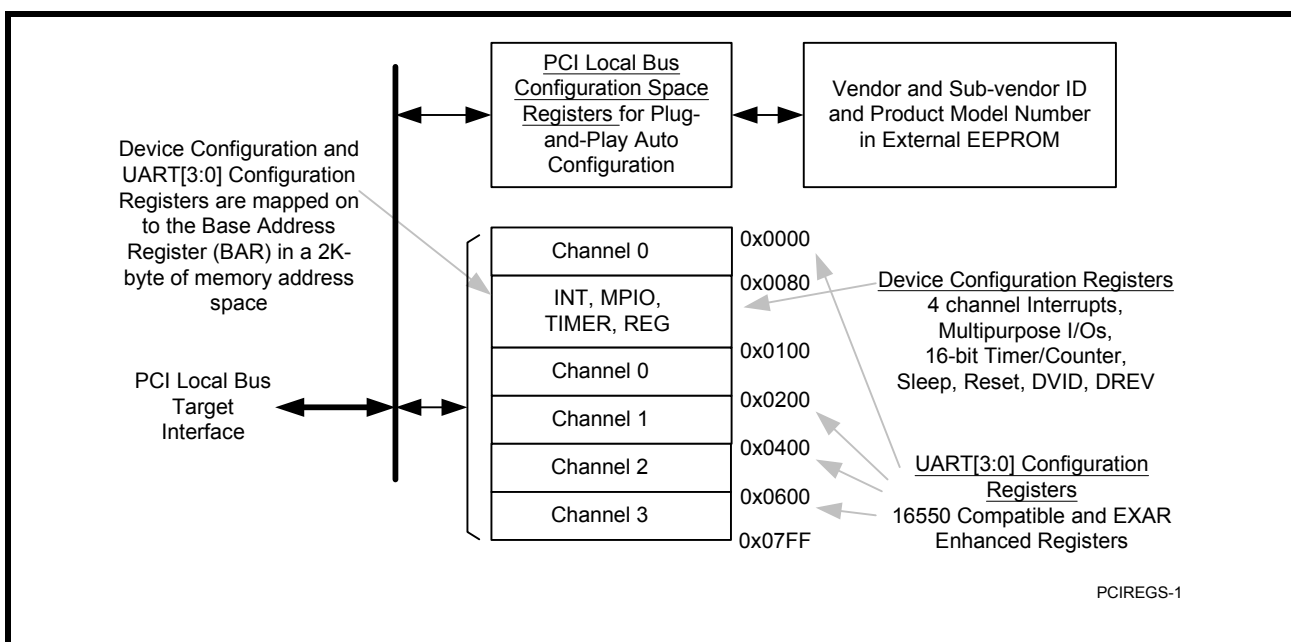 PCI Local Bus
Configuration Space
Registers for Plug-
and-Play Auto
Configuration
Vendor and Sub-vendor ID
and Product Model Number
in External EEPROM
Device Configuration and
UART[3:0] Configuration
Registers are mapped on
to the Base Address
Register (BAR) in a 2K-
byte of memory address
space
PCI Local Bus
Target
Interface
Channel 0
INT, MPIO,
TIMER, REG
Channel 0
Channel 1
Channel 2
Channel 3
0x0000
0x0080
0x0100
0x0200
0x0400
0x0600
0x07FF
Device Configuration Registers
4 channel Interrupts,
Multipurpose I/Os,
16-bit Timer/Counter,
Sleep, Reset, DVID, DREV
UART[3:0] Configuration
Registers
16550 Compatible and EXAR
Enhanced Registers
PCIREGS-1